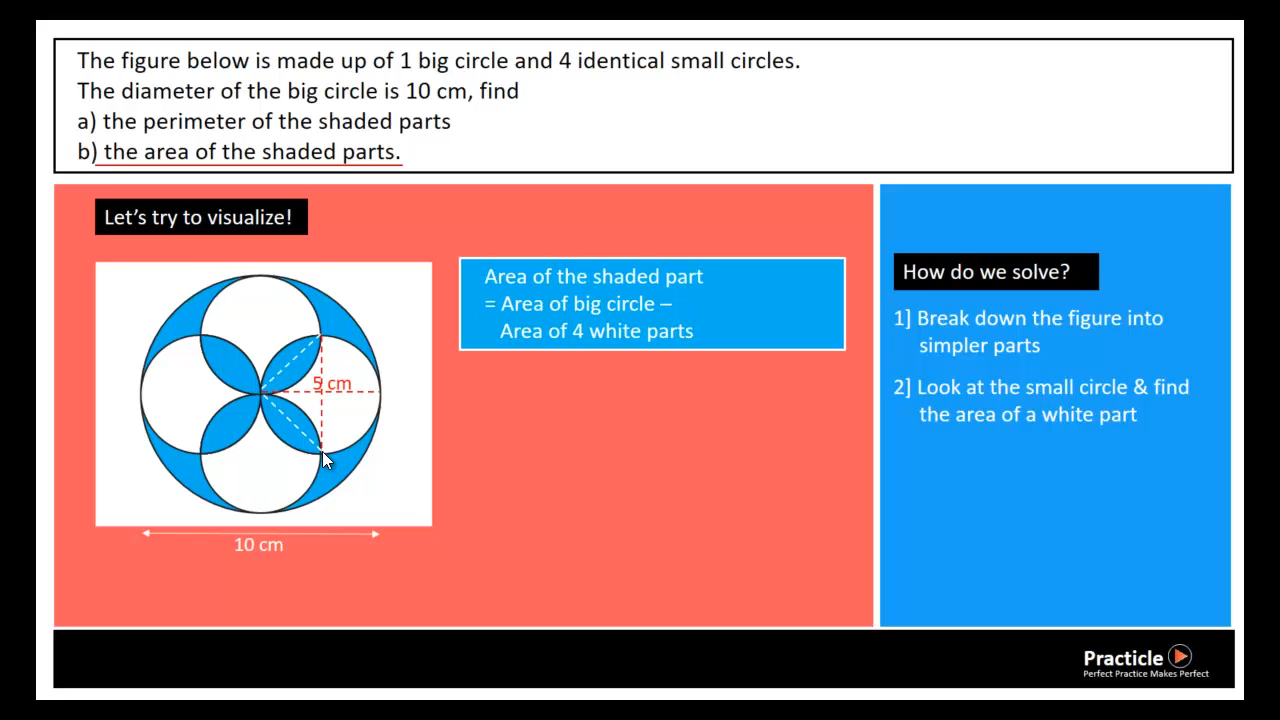 The figure below is made up of 1 big circle and 4 identical small circles.
The diameter of the big circle is 10 cm, find
a) the perimeter of the shaded parts
b) the area of the shaded parts.
Let's try to visualize!
5 cm
10 cm
Area of the shaded part
= Area of big circle –
Area of 4 white parts
How do we solve?
1] Break down the figure into
simpler parts
2] Look at the small circle & find
the area of a white part
Practicle
Perfect Practice Makes Perfect